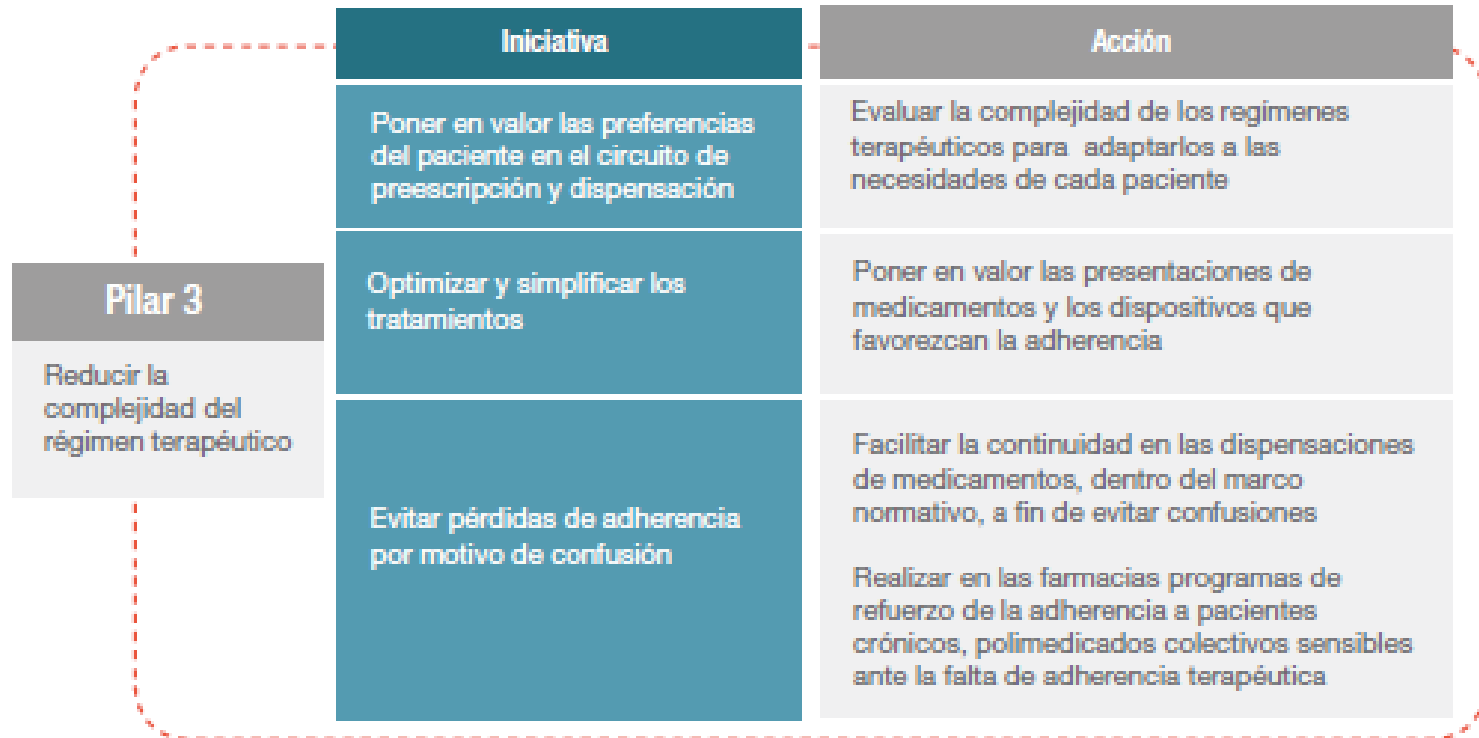 Iniciativa
Acción
Poner en valor las preferencias
del paciente en el circuito de
preescripción y dispensación
Evaluar la complejidad de los regímenes
terapéuticos para adaptarlos a las
necesidades de cada paciente
Pilar 3
Reducir la
complejidad del
régimen terapéutico
Optimizar y simplificar los
tratamientos
Poner en valor las presentaciones de
medicamentos y los dispositivos que
favorezcan la adherencia
Evitar pérdidas de adherencia
por motivo de confusión
Facilitar la continuidad en las dispensaciones
de medicamentos, dentro del marco
normativo, a fin de evitar confusiones
Realizar en las farmacias programas de
refuerzo de la adherencia a pacientes
crónicos, polimedicados colectivos sensibles
ante la falta de adherencia terapéutica